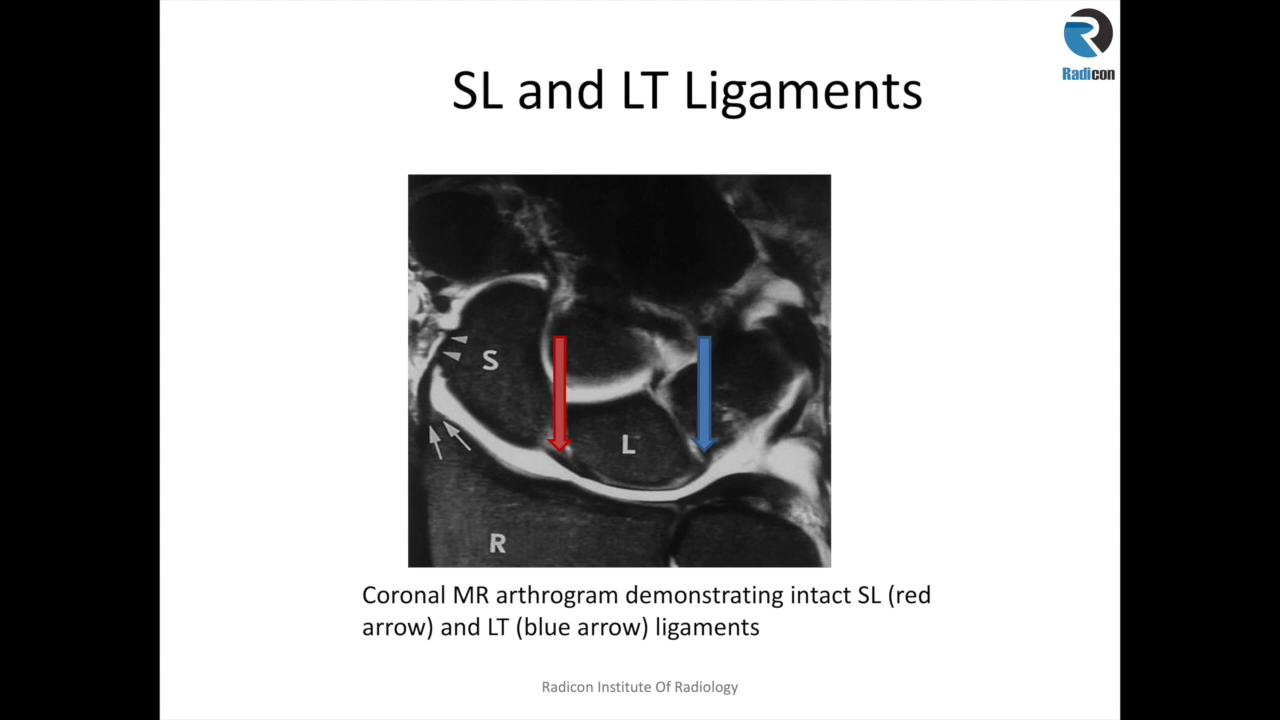 Radicon
SL and LT Ligaments
S
L
R
Coronal MR arthrogram demonstrating intact SL (red
arrow) and LT (blue arrow) ligaments
Radicon Institute Of Radiology